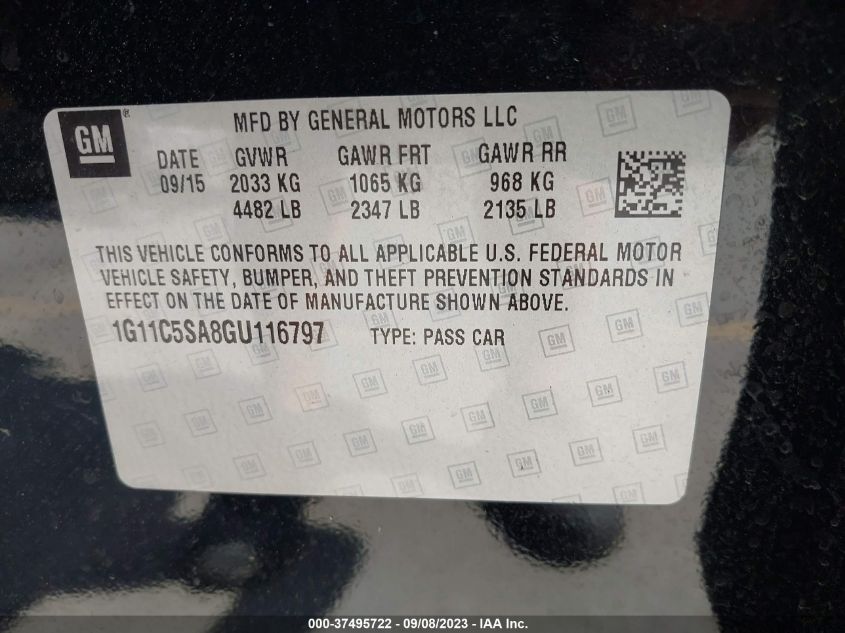 GM®
MFD BY GENERAL MOTORS LLC
DATE GVWR GAWR FRT GAWR RR
09/15 2033 KG 1065 KG 968 KG
4482 LB 2347 LB 2135 LB
THIS VEHICLE CONFORMS TO ALL APPLICABLE U.S. FEDERAL MOTOR
VEHICLE SAFETY, BUMPER, AND THEFT PREVENTION STANDARDS IN
EFFECT ON THE DATE OF MANUFACTURE SHOWN ABOVE.
1G11C5SA8GU116797 TYPE: PASS CAR
000-37495722 - 09/08/2023 - IAA Inc.